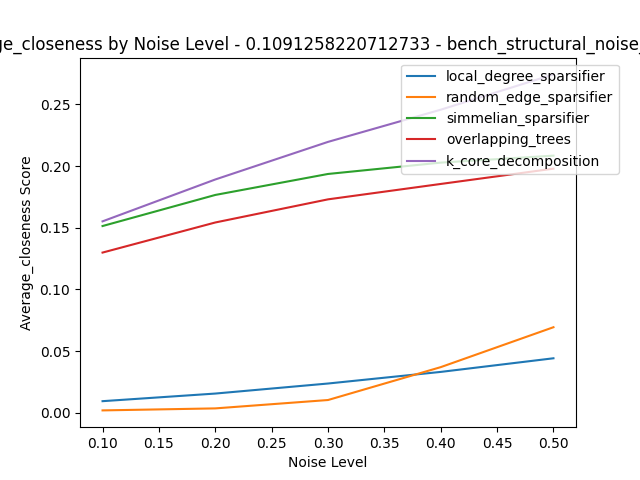 ge_closeness by Noise Level - 0.1091258220712733 - bench_structural_noise_
local_degree_sparsifier
random_edge_sparsifier
simmelian_sparsifier
overlapping_trees
k_core_decomposition
Average_closeness Score
0.25
0.20
0.15
0.10
0.05
0.00
0.10 0.15 0.20 0.25 0.30 0.35 0.40 0.45 0.50
Noise Level